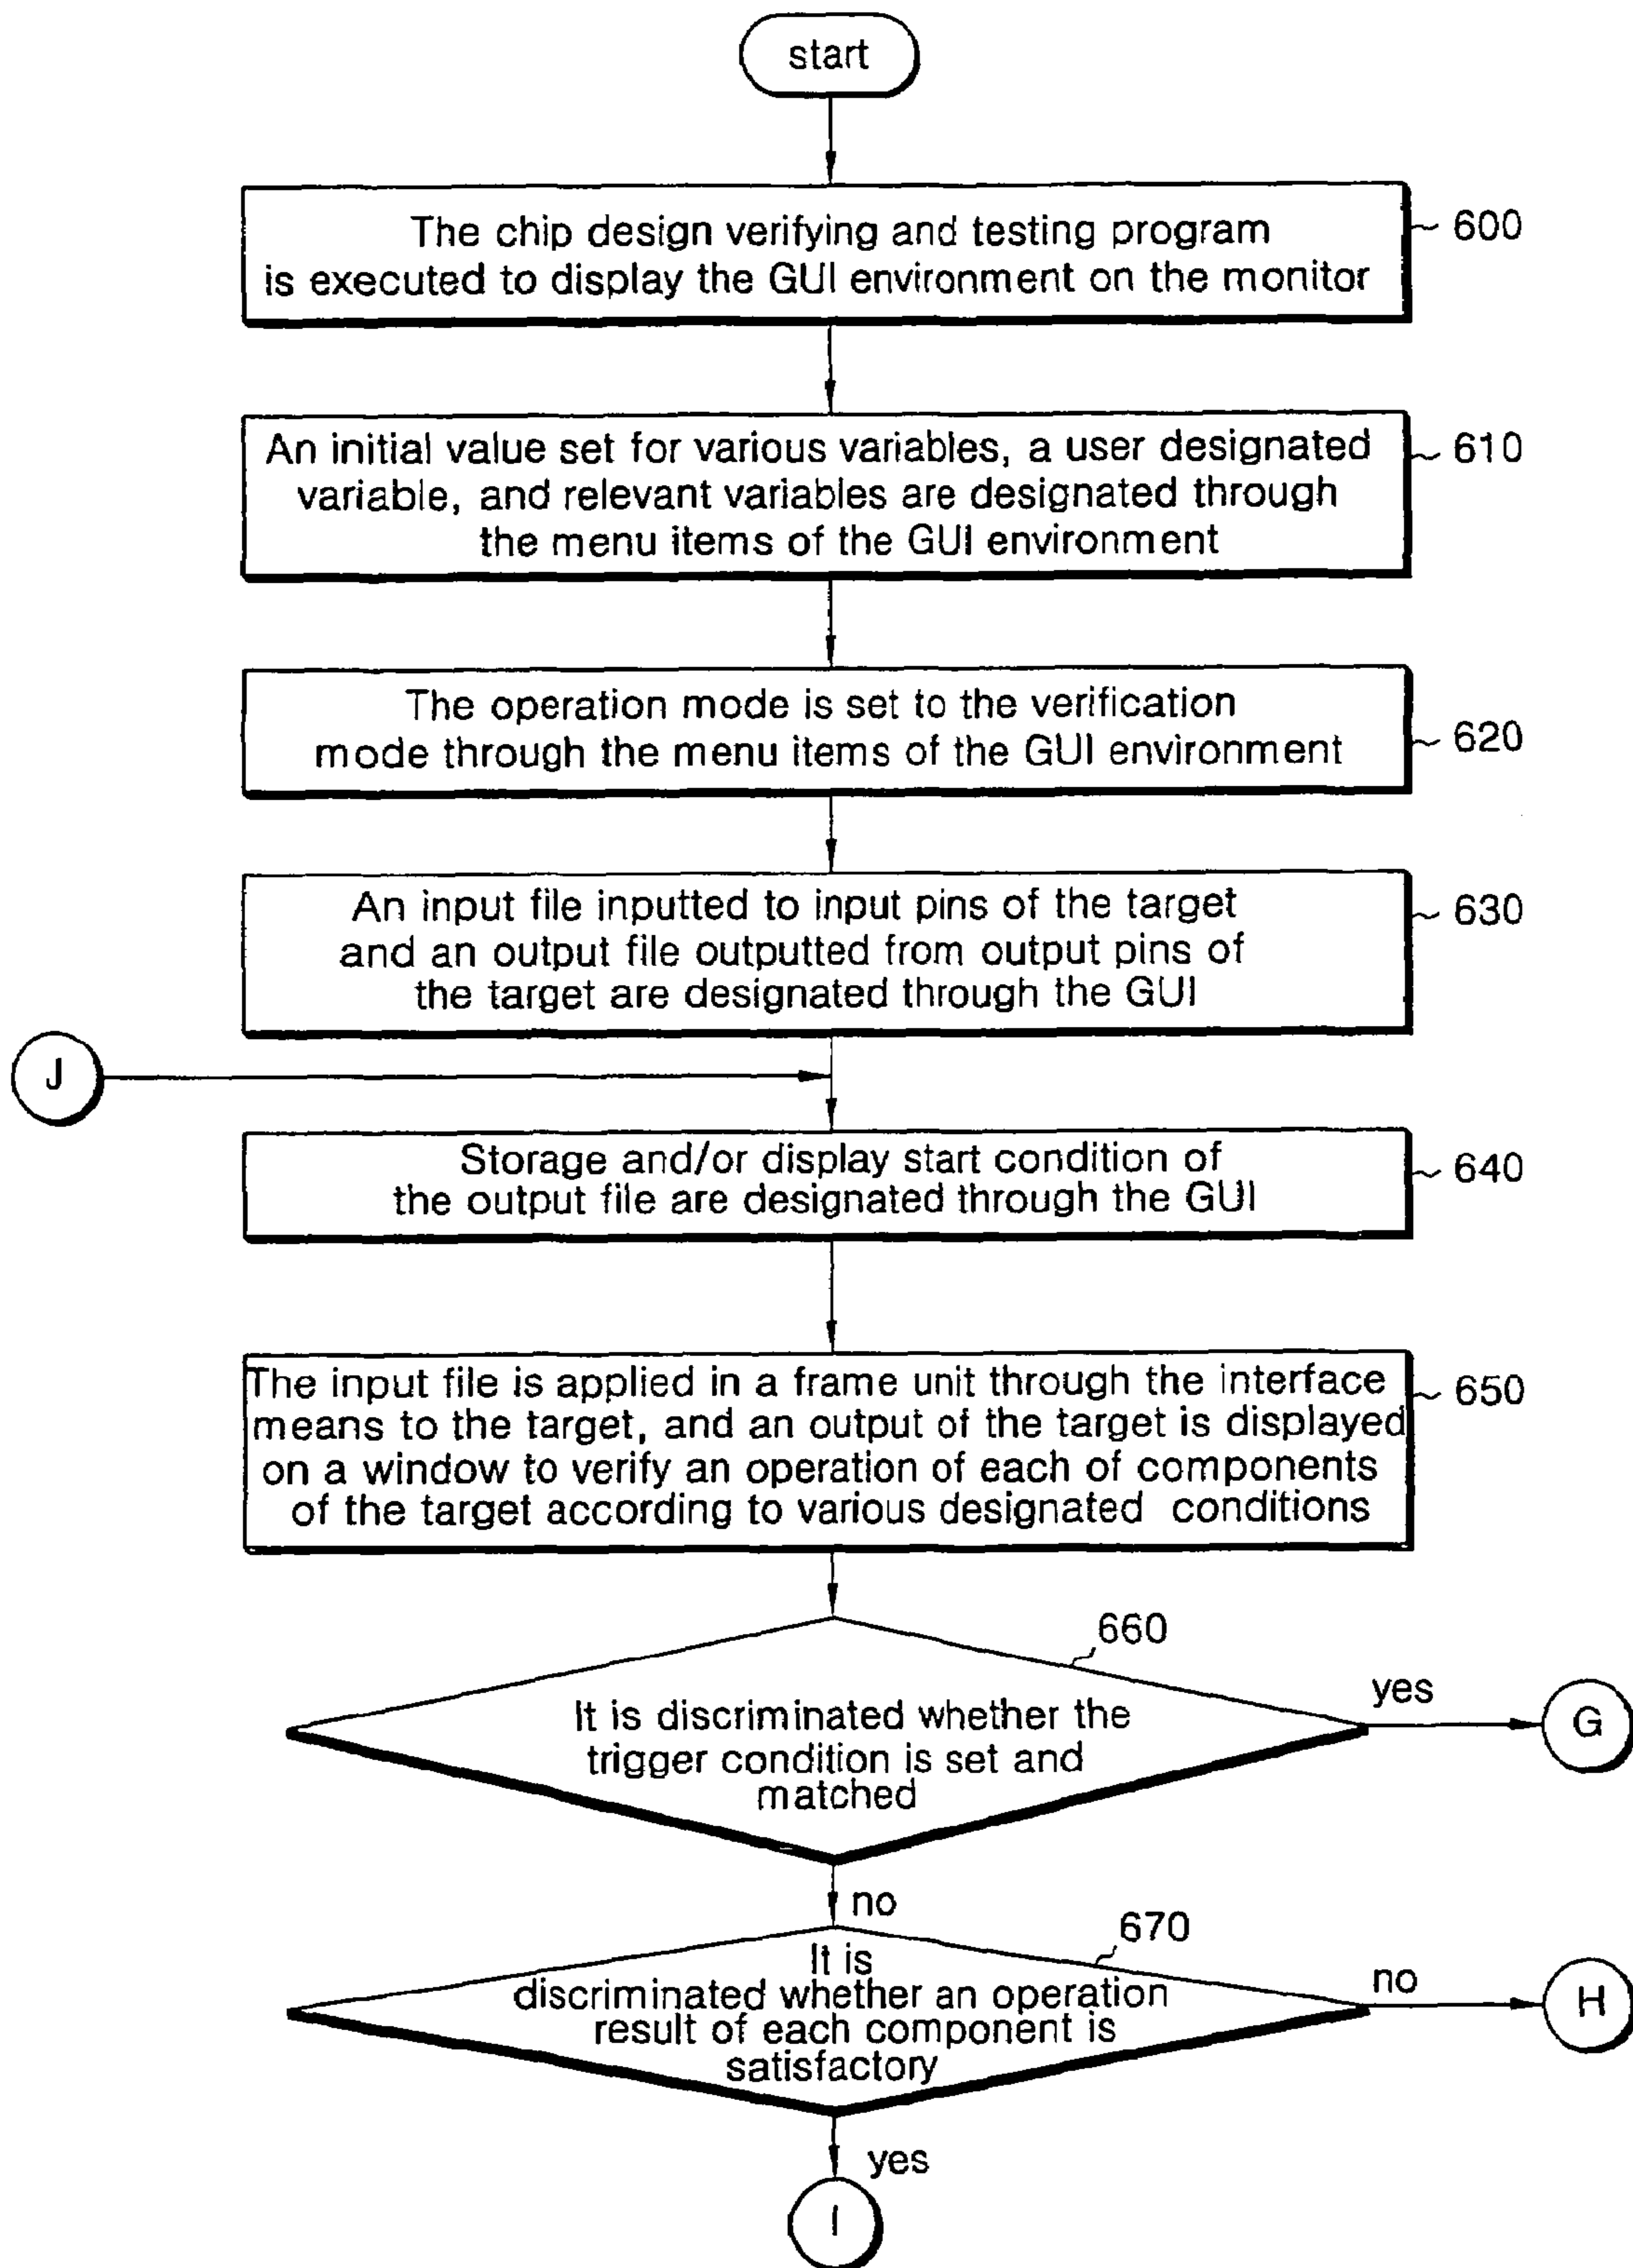 start
The chip design verifying and testing program
is executed to display the GUI environment on the monitor
600
An initial value set for various variables, a user designated
variable, and relevant variables are designated through
the menu items of the GUI environment
610
The operation mode is set to the verification
mode through the menu items of the GUI environment
620
An input file inputted to input pins of the target
and an output file outputted from output pins of
the target are designated through the GUI
630
J
Storage and/or display start condition of
the output file are designated through the GUI
640
The input file is applied in a frame unit through the interface
means to the target, and an output of the target is displayed
on a window to verify an operation of each of components
of the target according to various designated conditions
650
660
It is discriminated whether the
trigger condition is set and
matched
yes
G
no
670
It is
discriminated whether an operation
result of each component is
satisfactory
no
H
yes
I